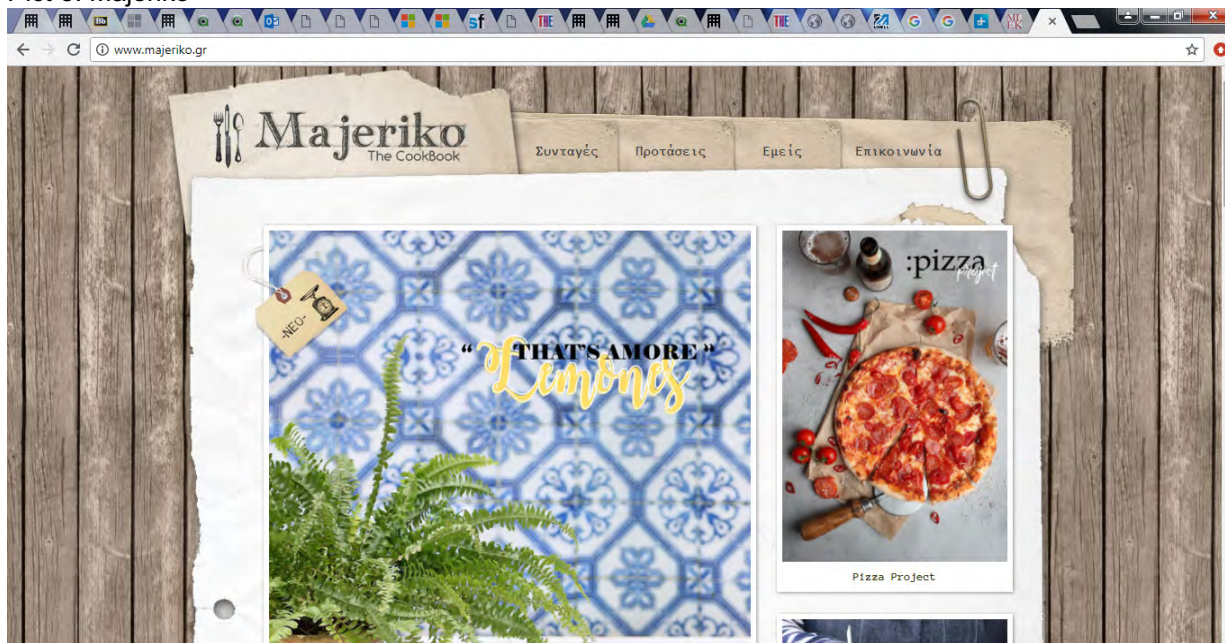 www.majeriko.gr
Majeriko
The CookBook
Συνταγές Προτάσεις Εμείς Επικοινωνία
-NEO-
" THAT'S AMORE "
Lemones
:pizza
project
Pizza Project